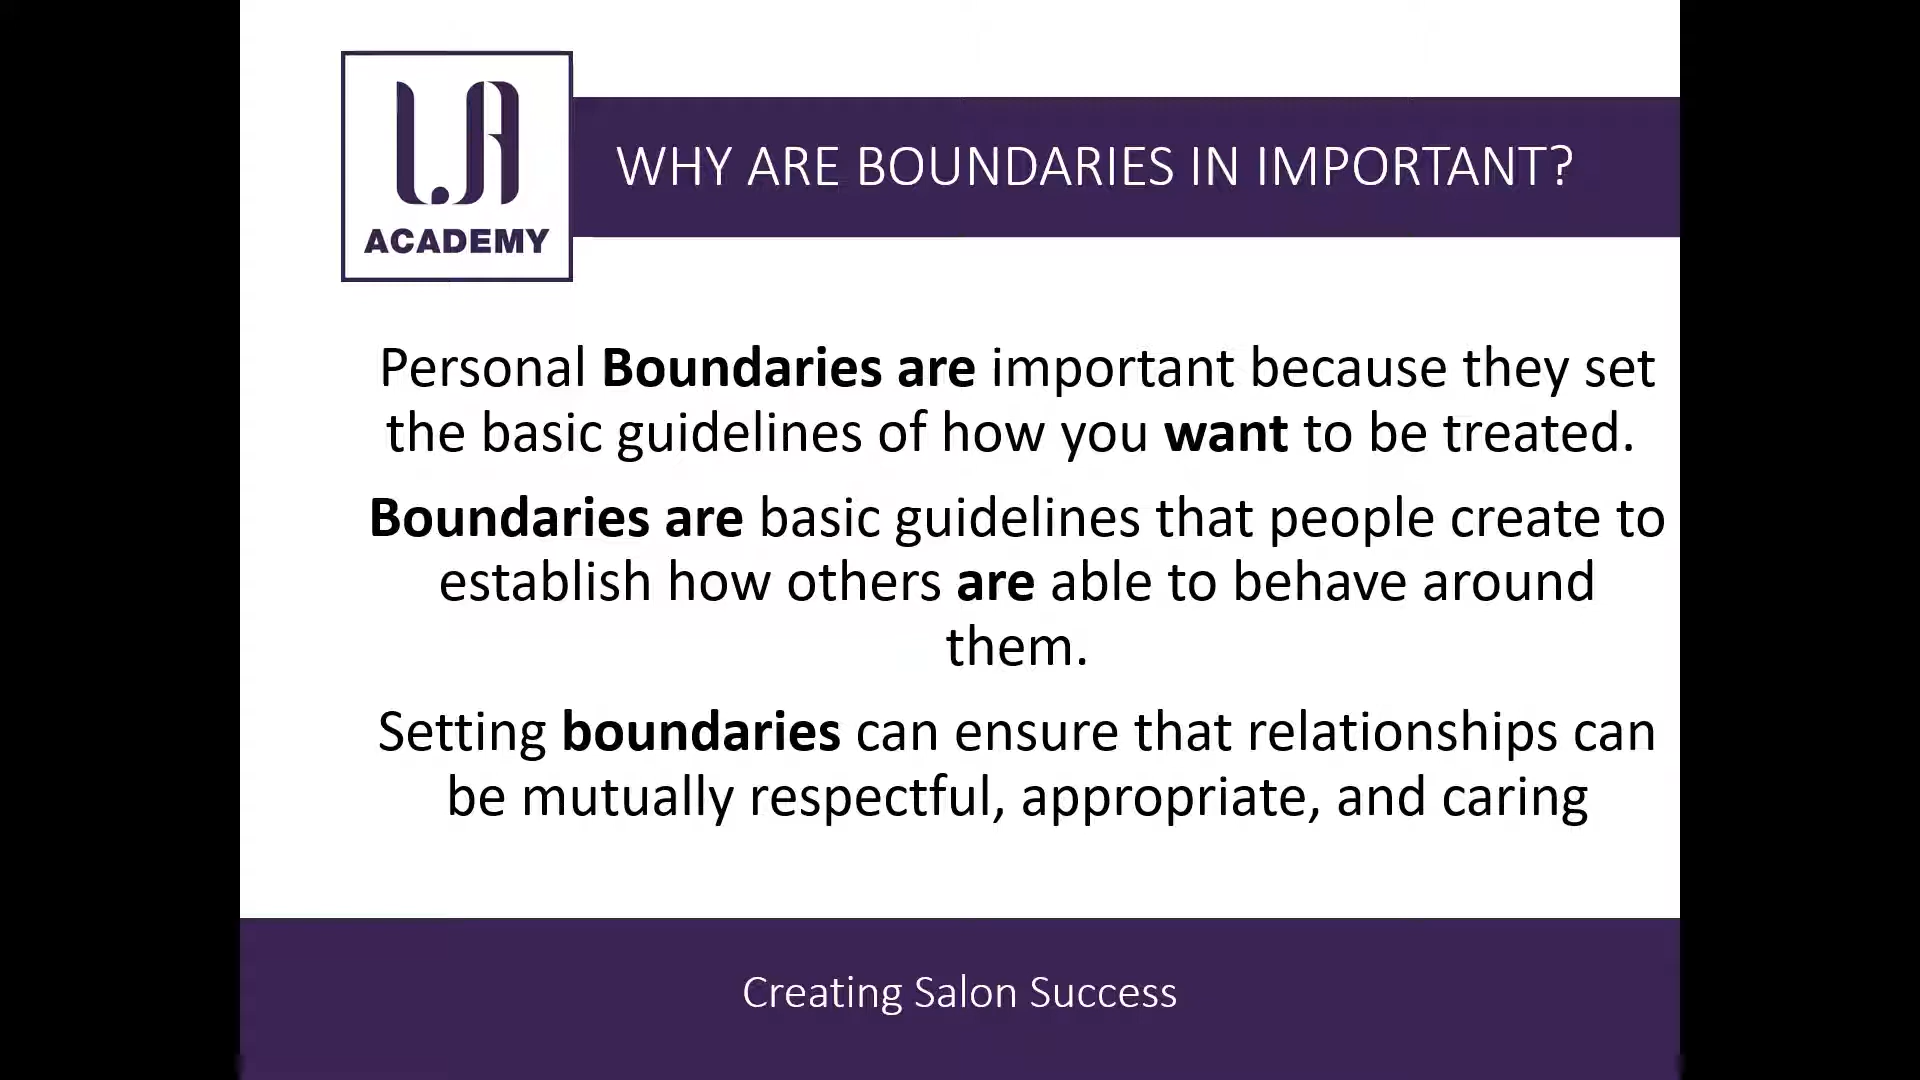 ACADEMY
WHY ARE BOUNDARIES IN IMPORTANT?
Personal Boundaries are important because they set
the basic guidelines of how you want to be treated.
Boundaries are basic guidelines that people create to
establish how others are able to behave around
them.
Setting boundaries can ensure that relationships can
be mutually respectful, appropriate, and caring
Creating Salon Success